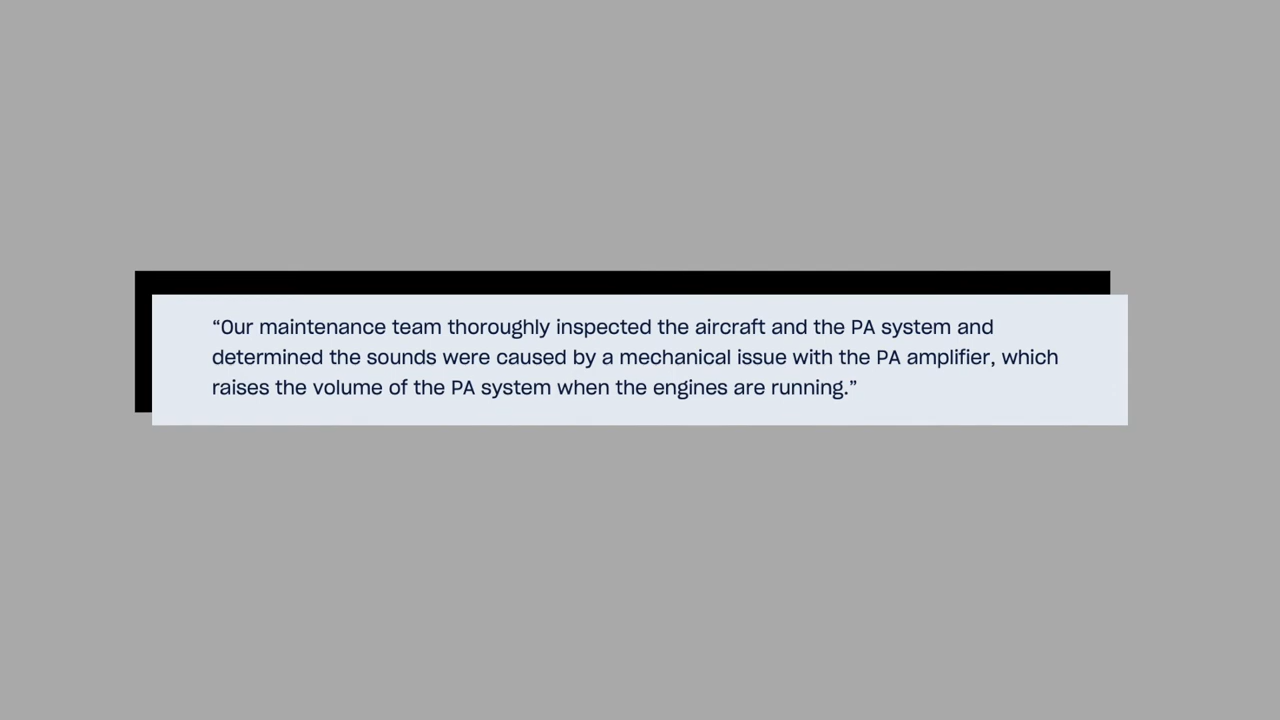 “Our maintenance team thoroughly inspected the aircraft and the PA system and
determined the sounds were caused by a mechanical issue with the PA amplifier, which
raises the volume of the PA system when the engines are running.”